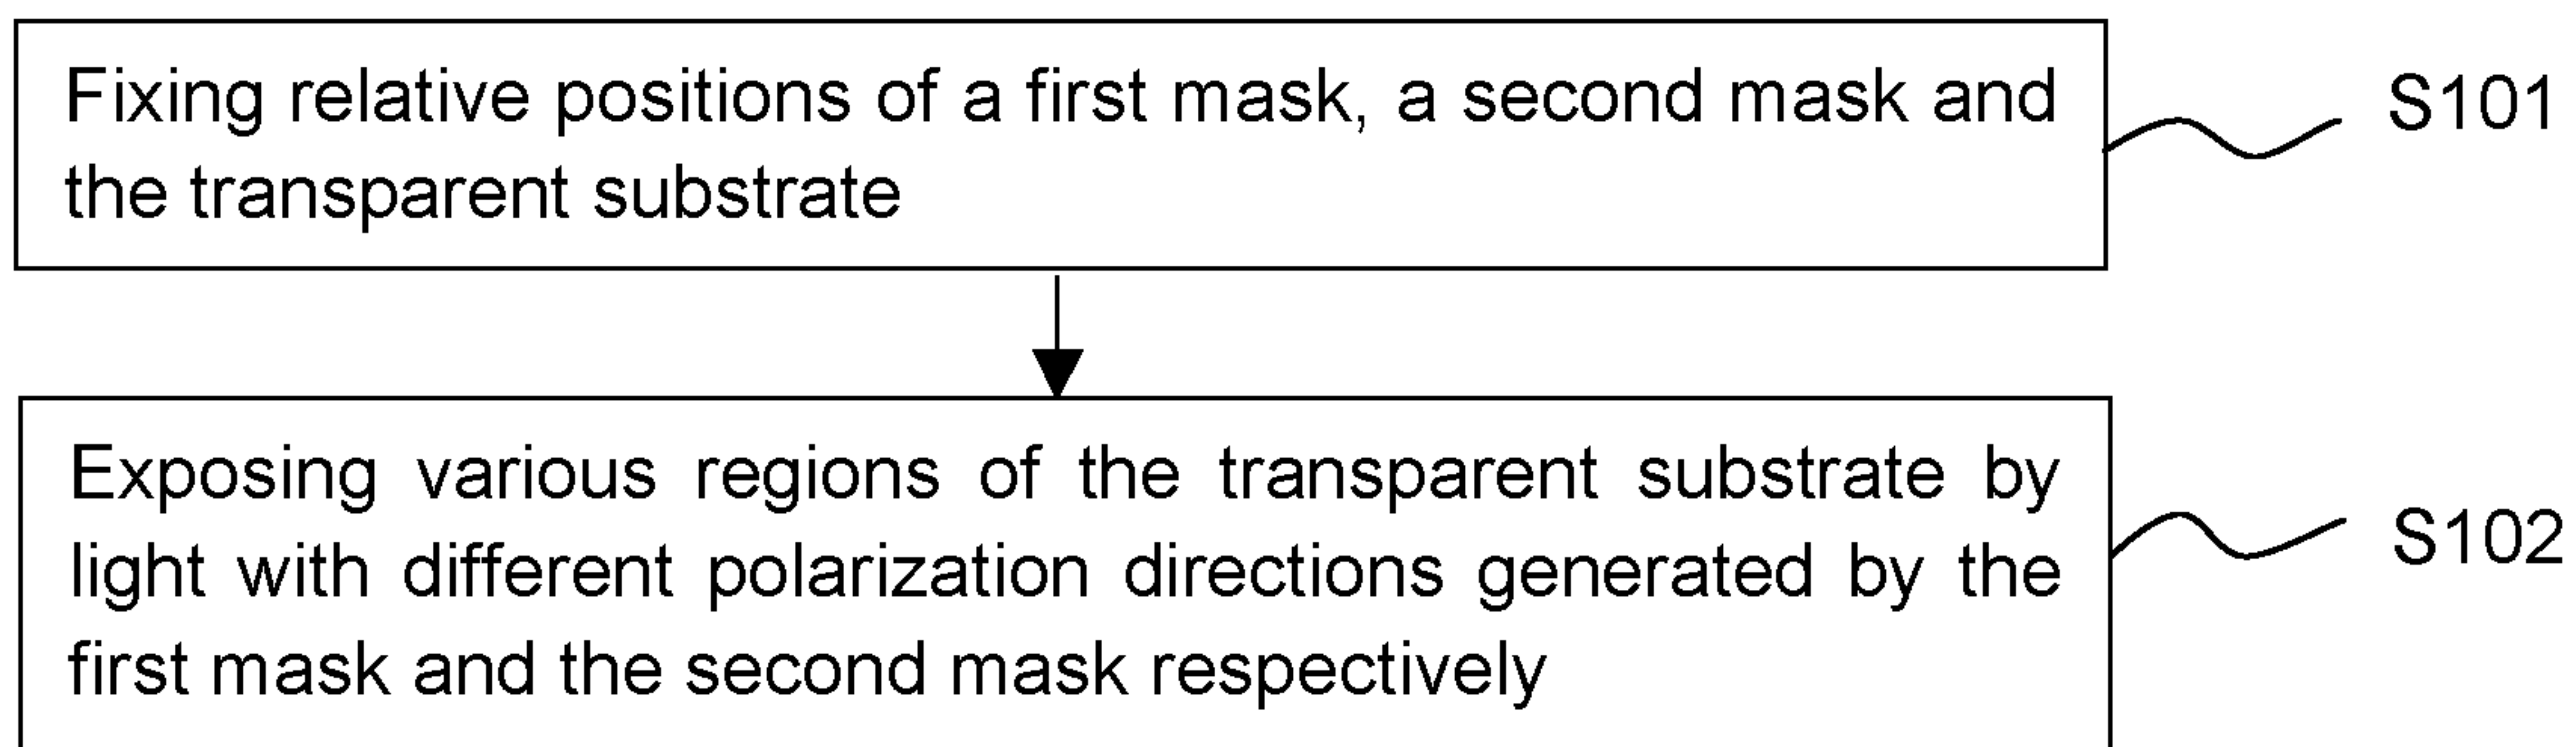 Fixing relative positions of a first mask, a second mask and
the transparent substrate
S101
Exposing various regions of the transparent substrate by
light with different polarization directions generated by the
first mask and the second mask respectively
S102